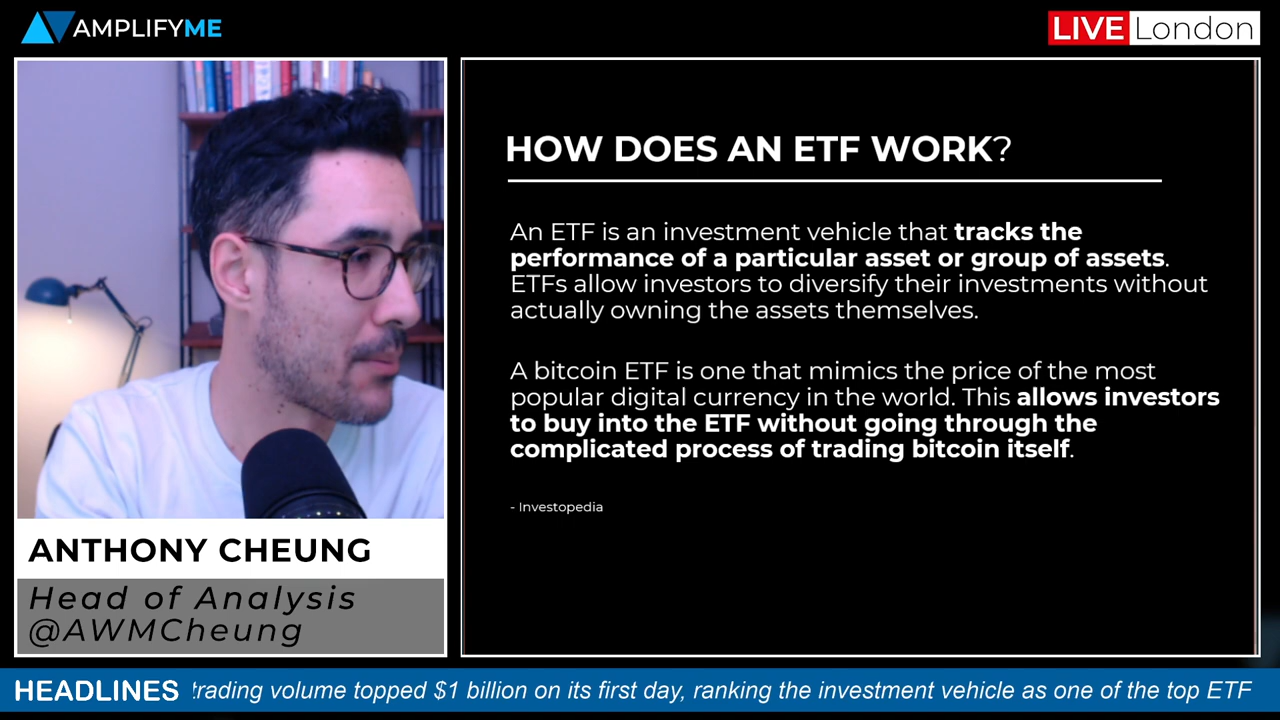 AMPLIFYME
LIVE London
HOW DOES AN ETF WORK?
An ETF is an investment vehicle that tracks the
performance of a particular asset or group of assets.
ETFs allow investors to diversify their investments without
actually owning the assets themselves.
A bitcoin ETF is one that mimics the price of the most
popular digital currency in the world. This allows investors
to buy into the ETF without going through the
complicated process of trading bitcoin itself.
- Investopedia
ANTHONY CHEUNG
Head of Analysis
@AWMCheung
HEADLINES trading volume topped $1 billion on its first day, ranking the investment vehicle as one of the top ETF